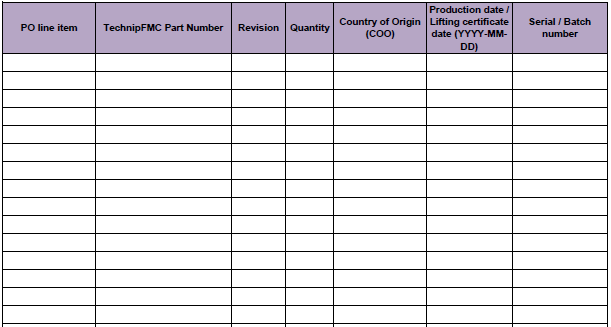 PO line item
TechnipFMC Part Number
Revision
Quantity
Country of Origin
(COO)
Production date /
Lifting certificate
date (YYYY-MM-
DD)
Serial / Batch
number